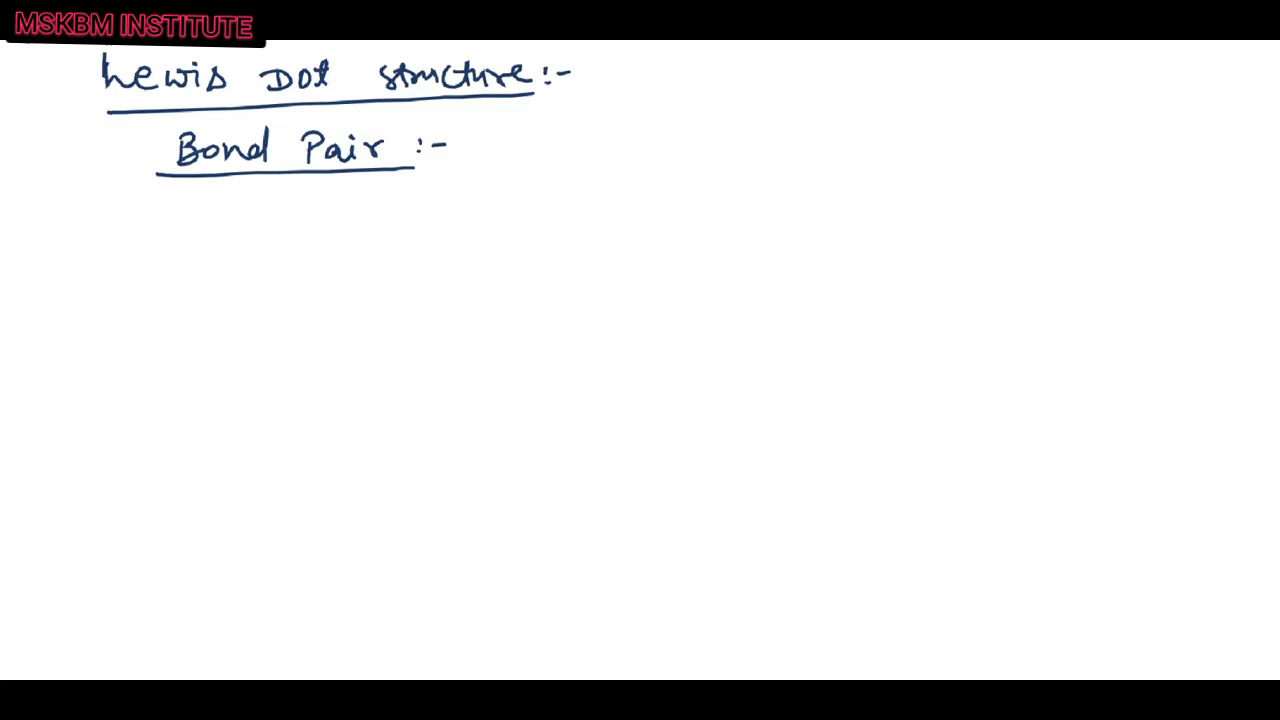 MSKBM INSTITUTE
Lewis Dot structure :-
Bond Pair :-